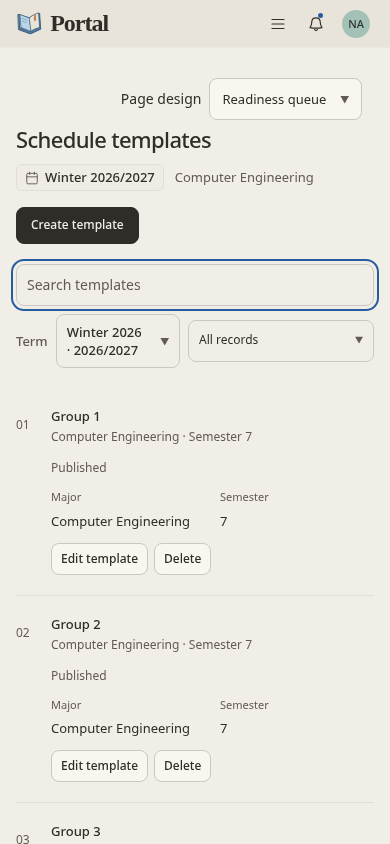 Portal
NA
Page design
Readiness queue
Schedule templates
Winter 2026/2027
Computer Engineering
Create template
Search templates
Term
Winter 2026
· 2026/2027
All records
01
Group 1
Computer Engineering · Semester 7
Published
Major
Semester
Computer Engineering
7
Edit template
Delete
02
Group 2
Computer Engineering · Semester 7
Published
Major
Semester
Computer Engineering
7
Edit template
Delete
03
Group 3